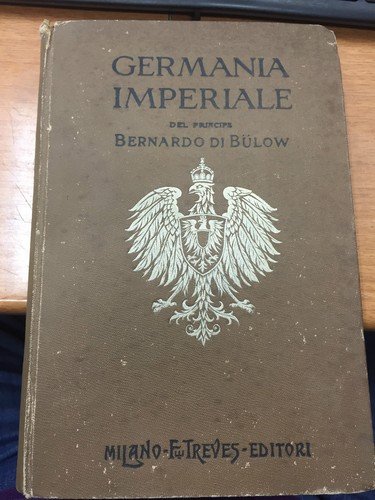 GERMANIA
IMPERIALE
DEL PRINCIPE
BERNARDO DI BÜLOW
MILANO-F.LLI TREVES-EDITORI